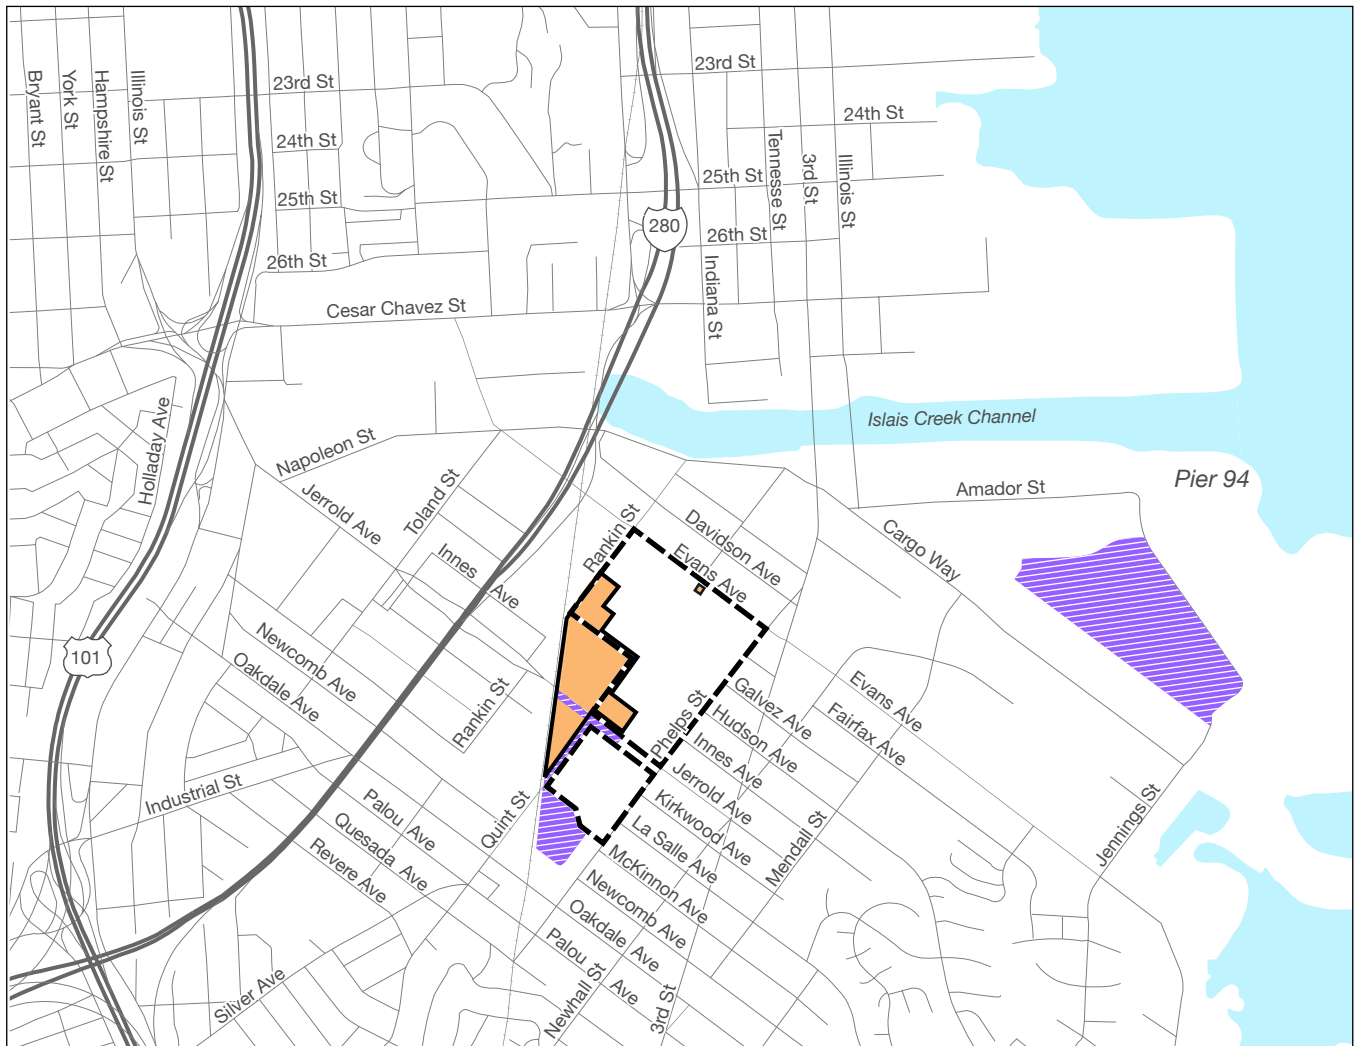 23rd St
23rd St
Bryant St
York St
Hampshire St
Illinois St
24th St
24th St
Tennesse St
3rd St
Illinois St
25th St
25th St
280
26th St
26th St
Indiana St
Cesar Chavez St
Holladay Ave
Islais Creek Channel
Napoleon St
Pier 94
Amador St
Toland St
Jerrold Ave
Rankin St
Davidson Ave
Cargo Way
Evans Ave
Innes Ave
101
Newcomb Ave
Oakdale Ave
Rankin St
Phelps St
Galvez Ave
Hudson Ave
Innes Ave
Evans Ave
Fairfax Ave
Industrial St
Jerrold Ave
Kirkwood Ave
La Salle Ave
Mendall St
Jennings St
Palou Ave
Quesada Ave
Revere Ave
Quint St
McKinnon Ave
Newcomb Ave
Oakdale Ave
Palou Ave
Silver Ave
Newhall St
3rd St